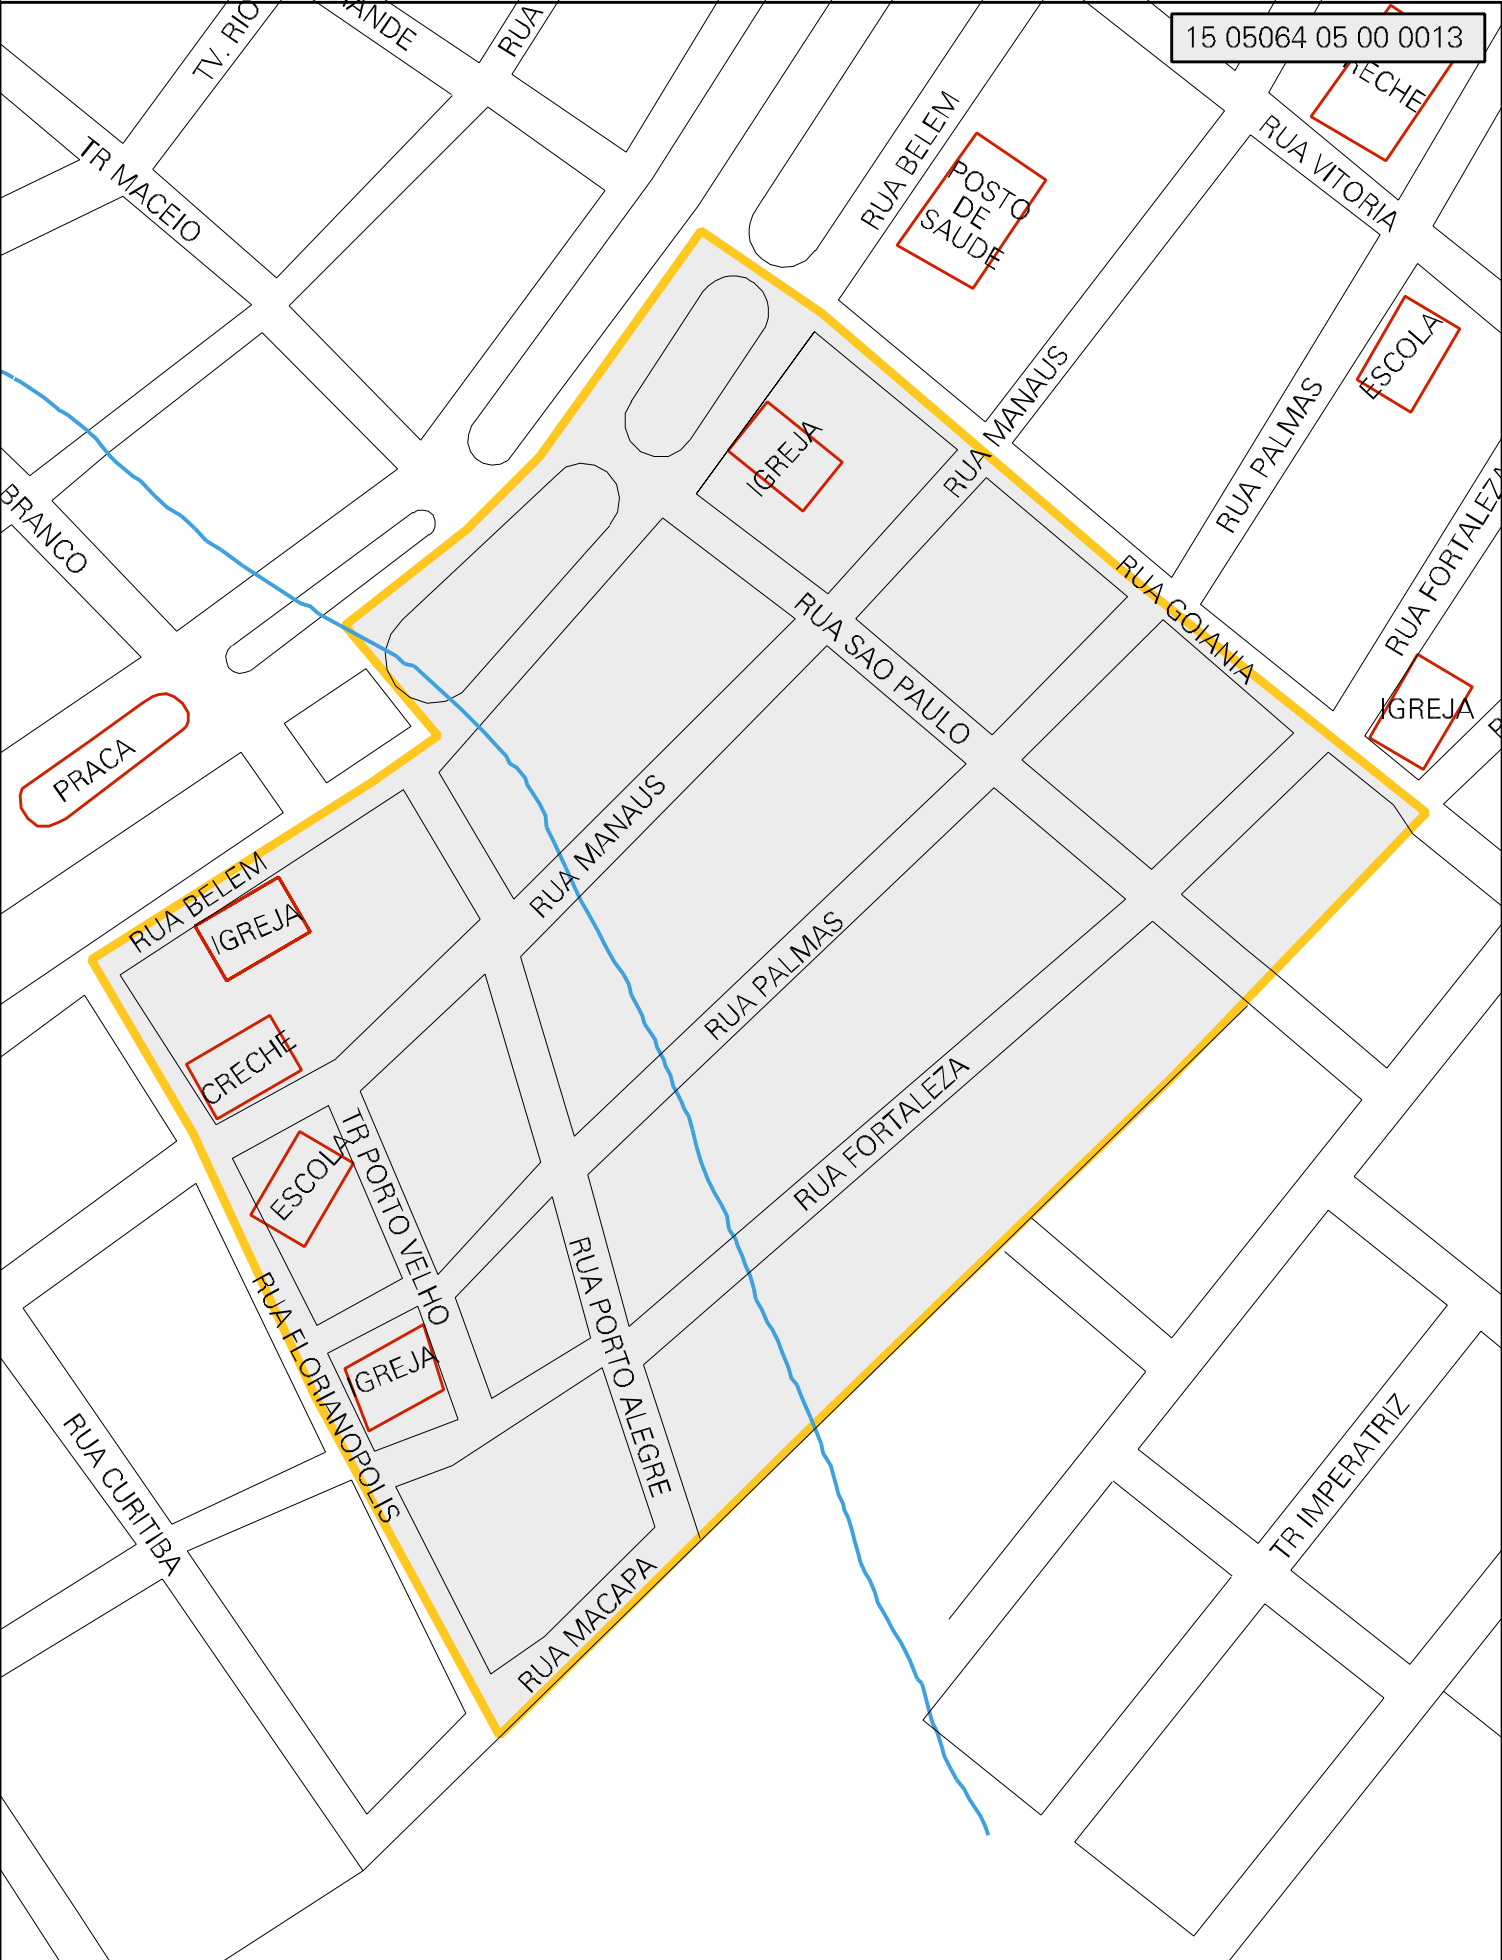 15 05064 05 00 0013
TV. RIO
ANDE
RUA
RECHE
RUA VITORIA
RUA BELEM
TR MACEIO
POSTO
DE
SAUDE
ESCOLA
RUA MANAUS
RUA PALMAS
IGREJA
BRANCO
RUA FORTALEZA
RUA GOIANIA
RUA SAO PAULO
IGREJA
PRACA
RUA MANAUS
RUA BELEM
IGREJA
RUA PALMAS
CRECHE
ESCOLA
TR PORTO VELHO
RUA FORTALEZA
RUA PORTO ALEGRE
RUA FLORIANOPOLIS
IGREJA
RUA CURITIBA
TR IMPERATRIZ
RUA MACAPA